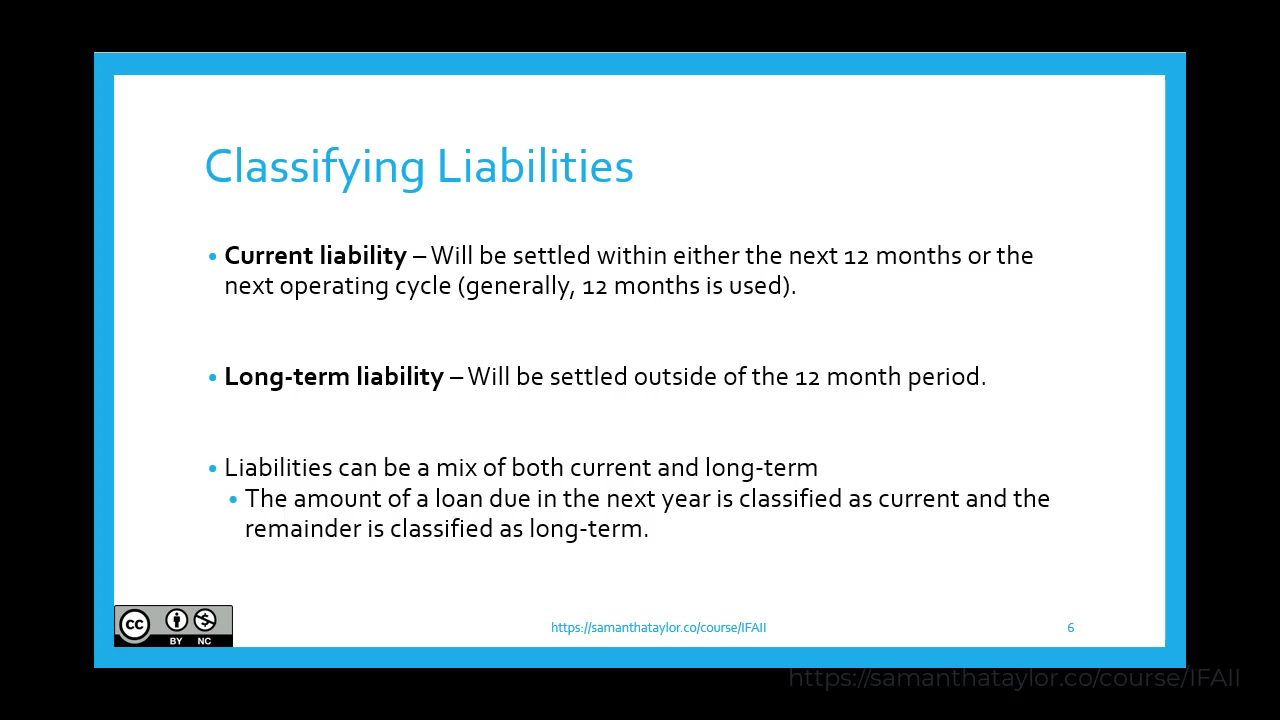 Classifying Liabilities
• Current liability – Will be settled within either the next 12 months or the
next operating cycle (generally, 12 months is used).
• Long-term liability – Will be settled outside of the 12 month period.
• Liabilities can be a mix of both current and long-term
• The amount of a loan due in the next year is classified as current and the
remainder is classified as long-term.
cc
BY NC
https://samanthataylor.co/course/IFAII
6
https://samanthataylor.co/course/IFAII